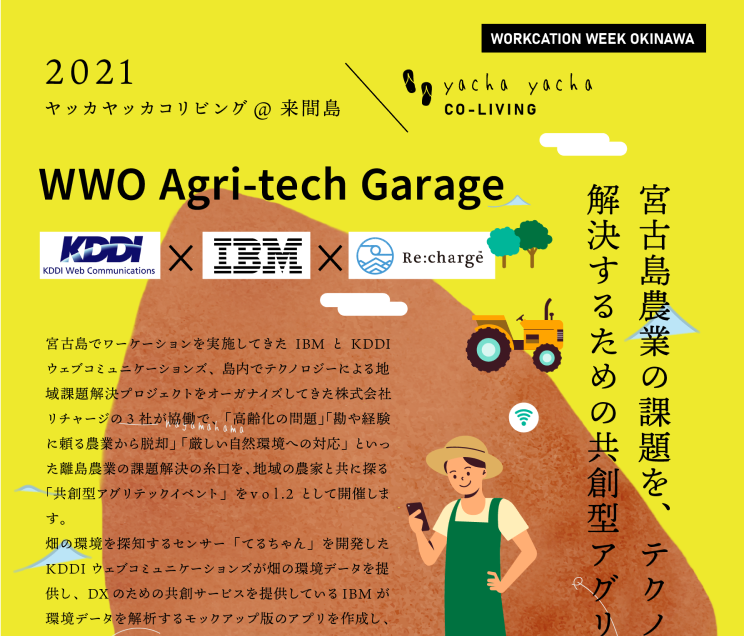 WORKCATION WEEK OKINAWA
2021
ヤッカヤッカコリビング @ 来間島
yacha yacha
CO-LIVING
WWO Agri-tech Garage
KDDI
KDDI Web Communications
×
IBM
×
Re:charge
宮古島農業の課題を、テクノ
解決するための共創型アグリ
宮古島でワーケーションを実施してきた IBM と KDDI
ウェブコミュニケーションズ、島内でテクノロジーによる地
域課題解決プロジェクトをオーガナイズしてきた株式会社
リチャージの3社が協働で、「高齢化の問題」「勘や経験
に頼る農業から脱却」「厳しい自然環境への対応」といっ
た離島農業の課題解決の糸口を、地域の農家と共に探る
「共創型アグリテックイベント」をvol.2 として開催しま
す。
畑の環境を探知するセンサー「てるちゃん」を開発した
KDDI ウェブコミュニケーションズが畑の環境データを提
供し、DXのための共創サービスを提供しているIBMが
環境データを解析するモックアップ版のアプリを作成し、